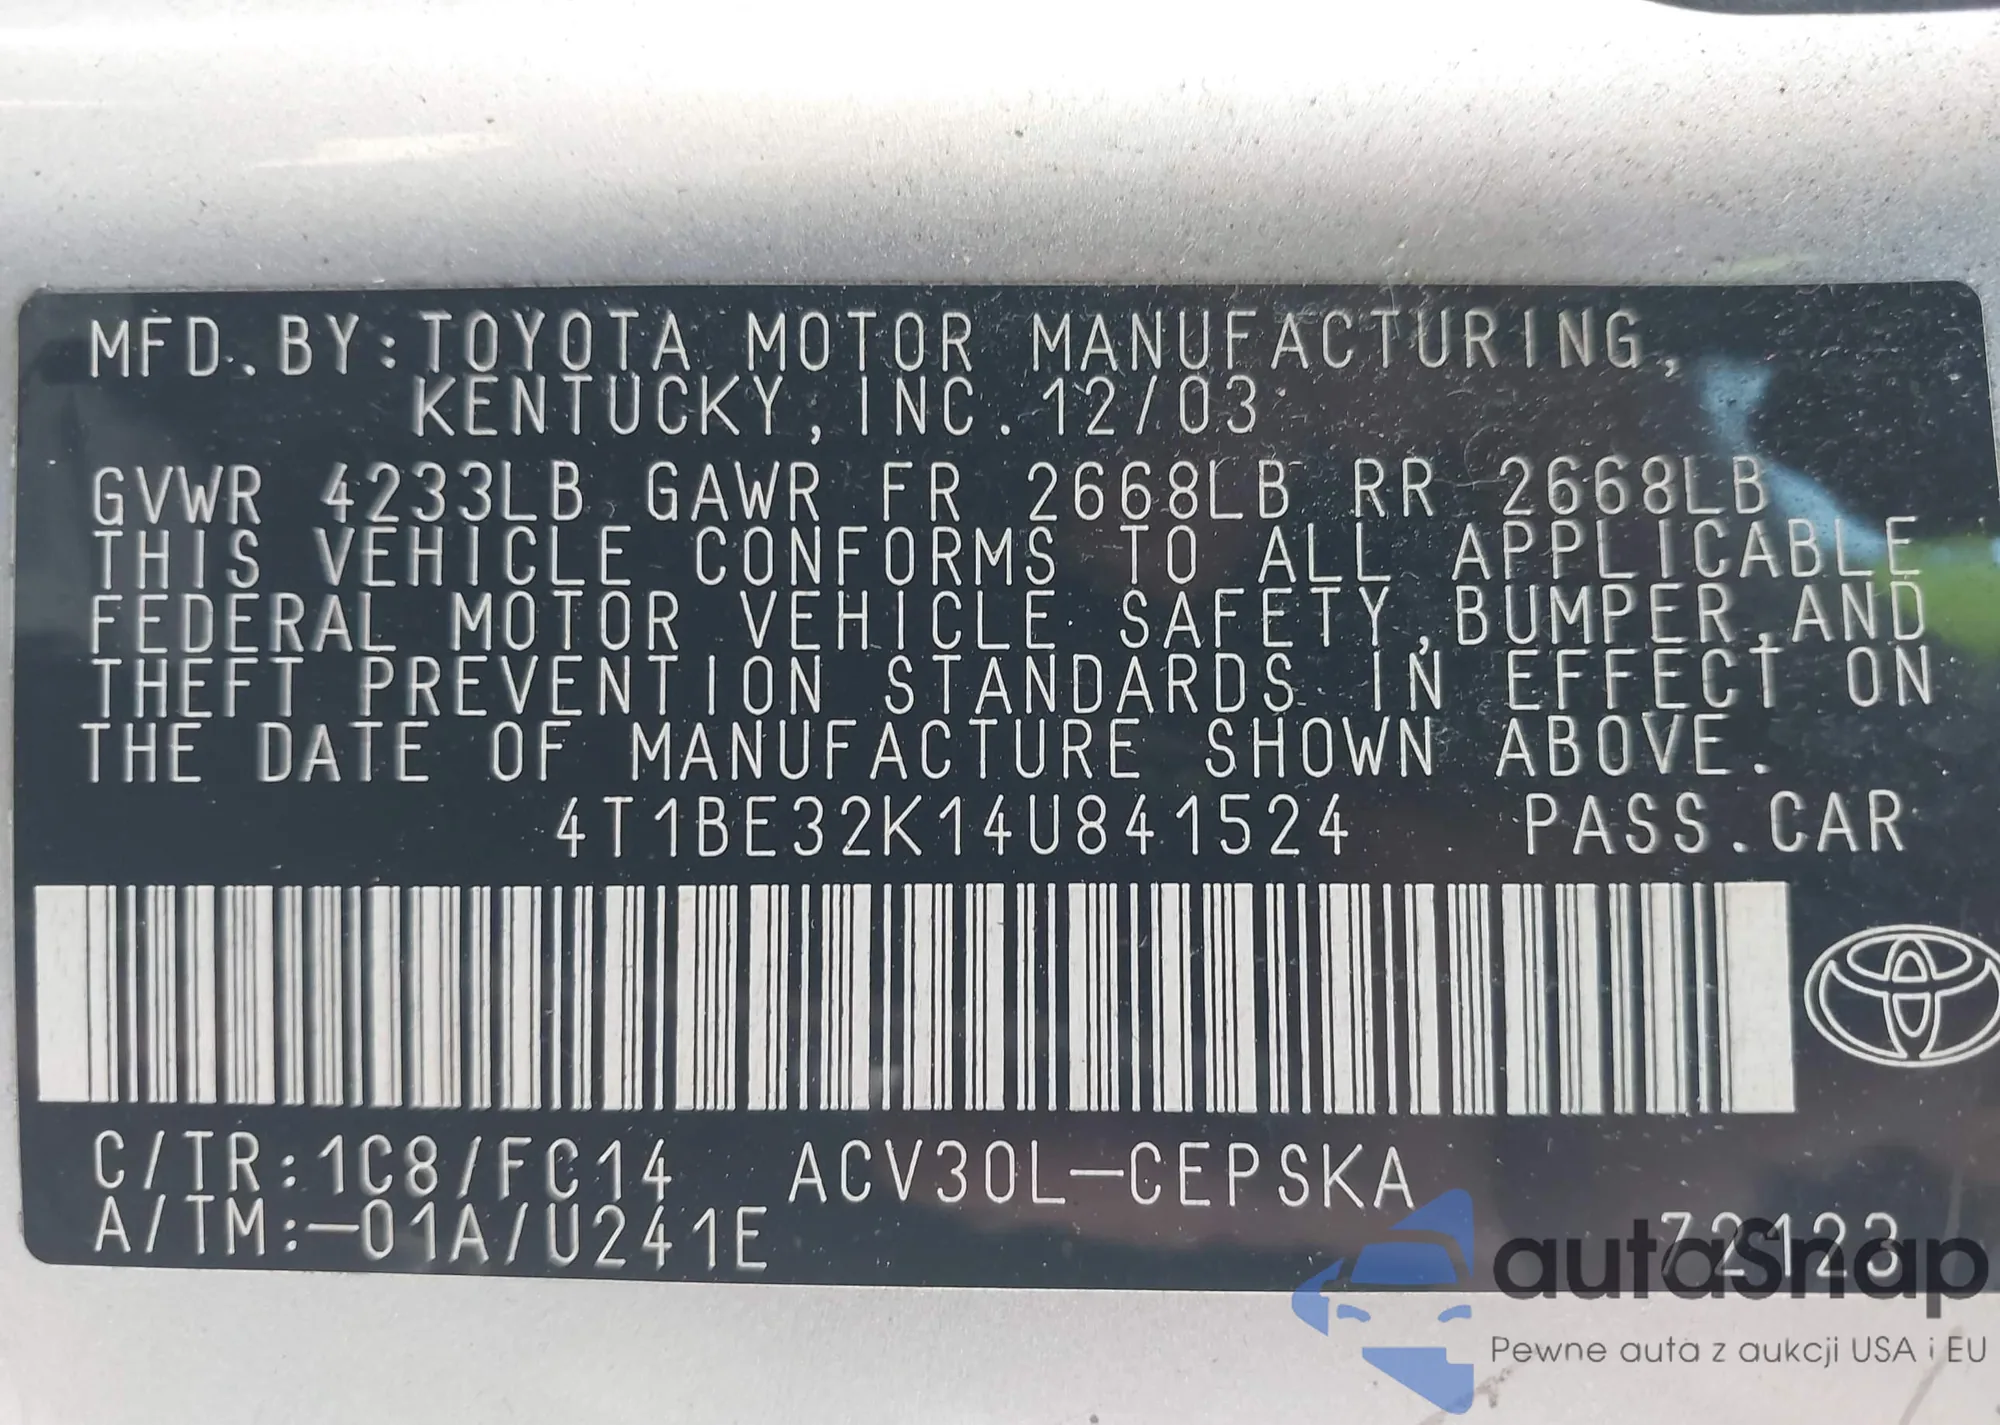 MFD. BY: TOYOTA MOTOR MANUFACTURING,
KENTUCKY, INC. 12/03
GVWR 4233LB GAWR FR 2668LB RR 2668LB
THIS VEHICLE CONFORMS TO ALL APPLICABLE
FEDERAL MOTOR VEHICLE SAFETY, BUMPER, AND
THEFT PREVENTION STANDARDS IN EFFECT ON
THE DATE OF MANUFACTURE SHOWN ABOVE.
4T1BE32K14U841524 PASS. CAR
C/TR: 1C8/FC14 ACV30L-CEPSKA
A/TM: -01A/U241E 72123
autoSnap
Pewne auta z aukcji USA i EU